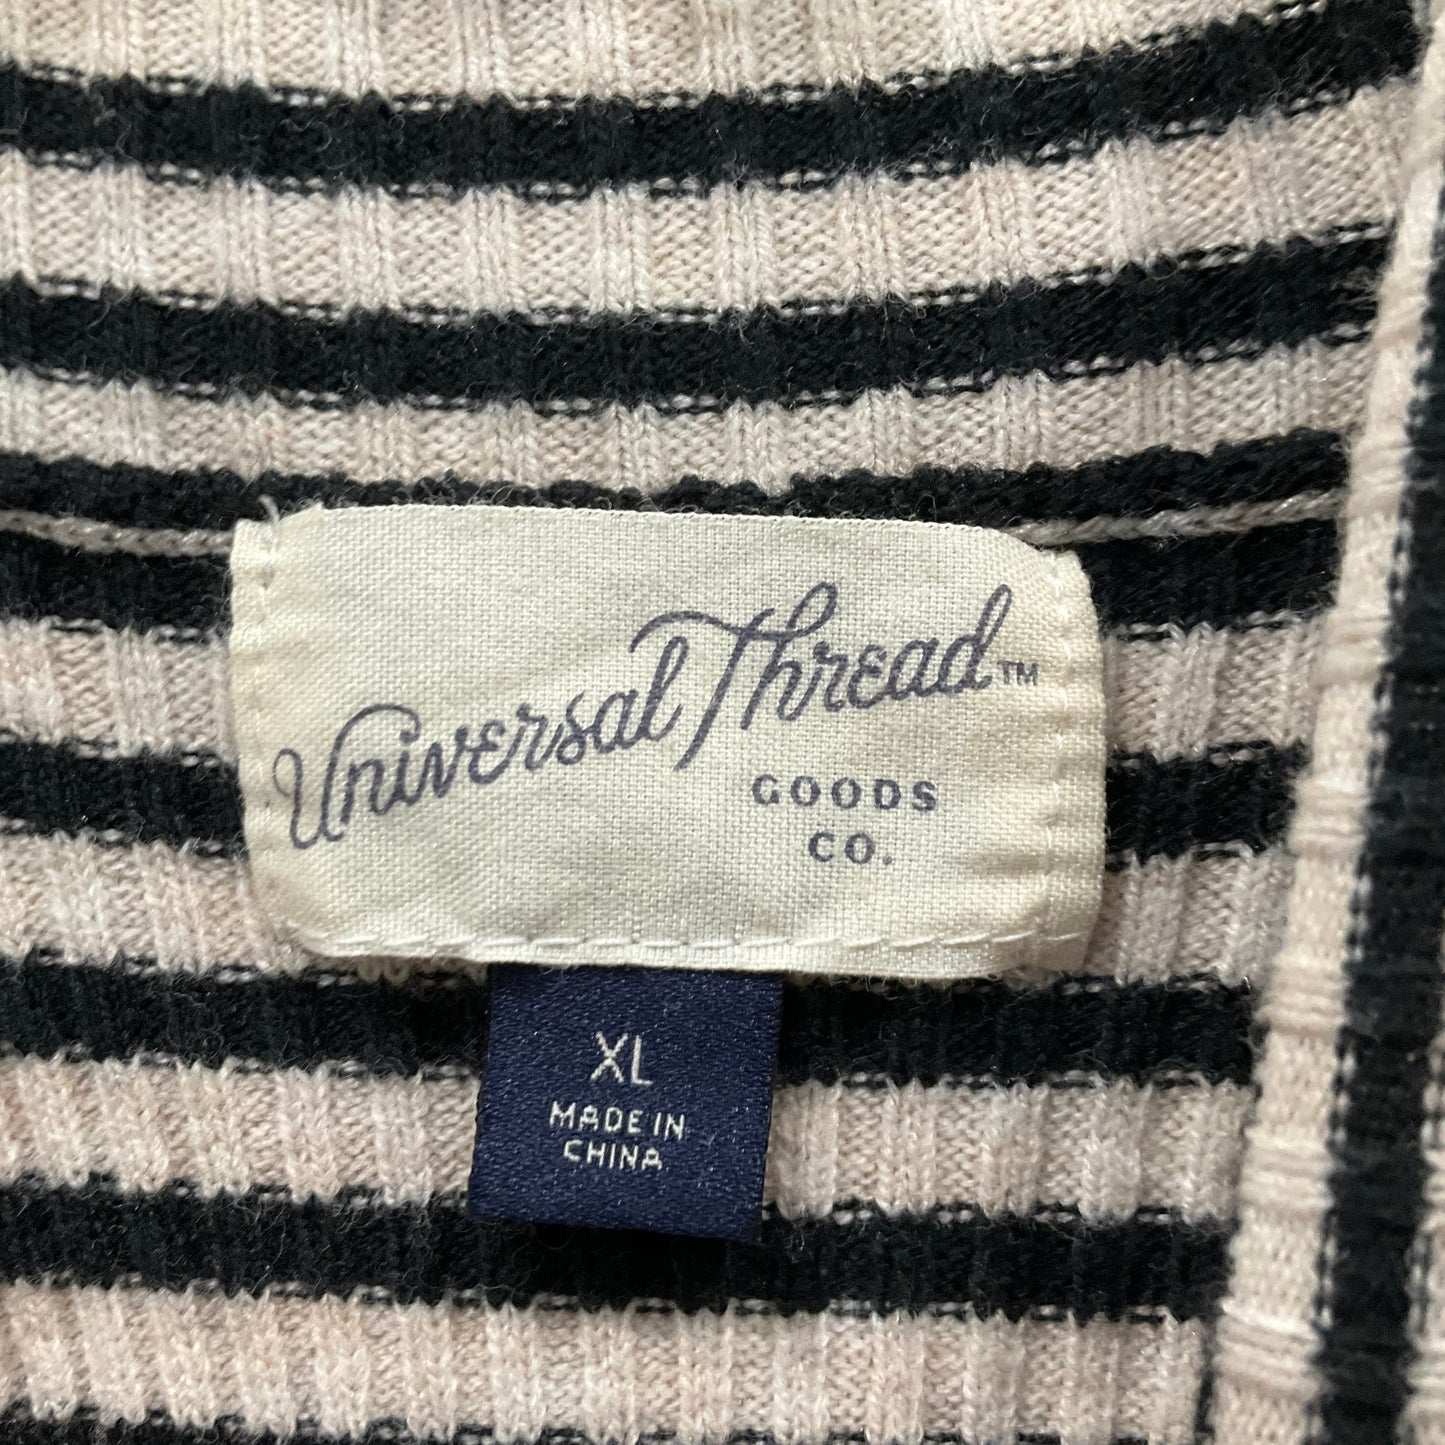 Universal Thread™
GOODS
CO.
XL
MADE IN
CHINA